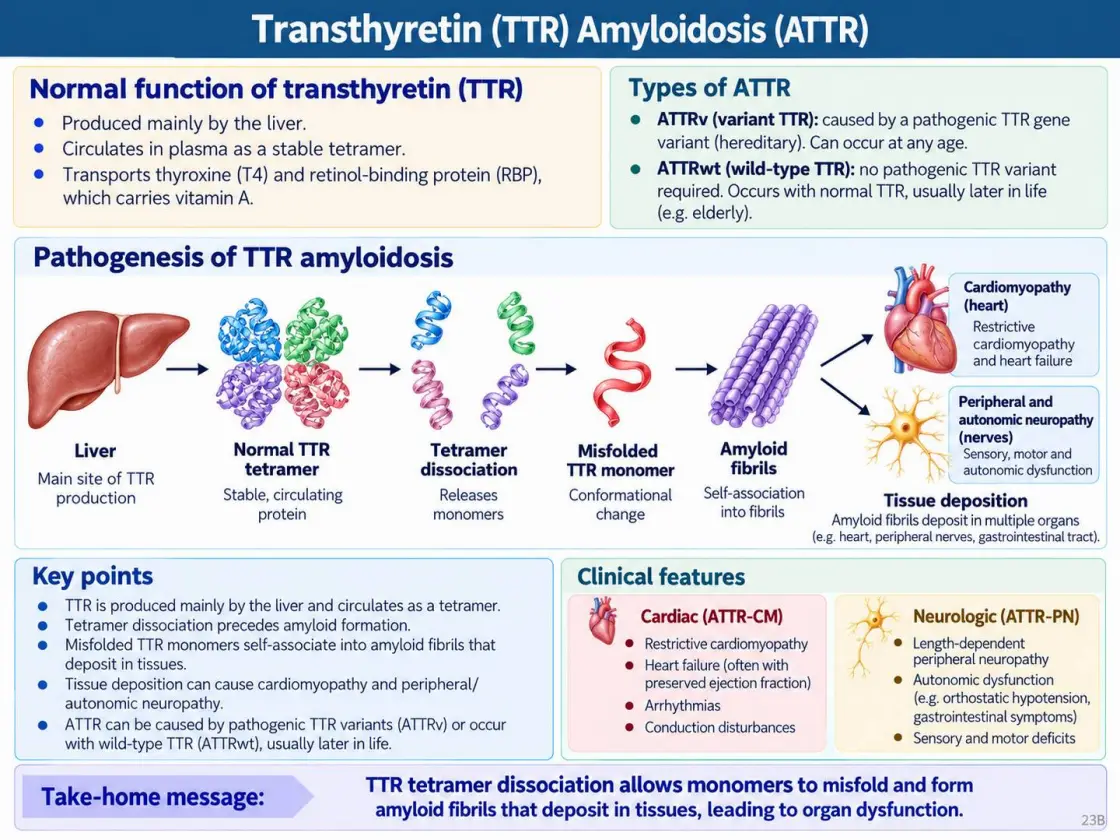 Transthyretin (TTR) Amyloidosis (ATTR)
Normal function of transthyretin (TTR)
• Produced mainly by the liver.
• Circulates in plasma as a stable tetramer.
• Transports thyroxine (T4) and retinol-binding protein (RBP),
which carries vitamin A.
Types of ATTR
• ATTRv (variant TTR): caused by a pathogenic TTR gene
variant (hereditary). Can occur at any age.
• ATTRwt (wild-type TTR): no pathogenic TTR variant
required. Occurs with normal TTR, usually later in life
(e.g. elderly).
Pathogenesis of TTR amyloidosis
Liver
Main site of TTR
production
Normal TTR
tetramer
Stable, circulating
protein
Tetramer
dissociation
Releases
monomers
Misfolded
TTR monomer
Conformational
change
Amyloid
fibrils
Self-association
into fibrils
Cardiomyopathy
(heart)
Restrictive
cardiomyopathy
and heart failure
Peripheral and
autonomic neuropathy
(nerves)
Sensory, motor and
autonomic dysfunction
Tissue deposition
Amyloid fibrils deposit in multiple organs
(e.g. heart, peripheral nerves, gastrointestinal tract).
Key points
• TTR is produced mainly by the liver and circulates as a tetramer.
• Tetramer dissociation precedes amyloid formation.
• Misfolded TTR monomers self-associate into amyloid fibrils that
deposit in tissues.
• Tissue deposition can cause cardiomyopathy and peripheral/
autonomic neuropathy.
• ATTR can be caused by pathogenic TTR variants (ATTRv) or occur
with wild-type TTR (ATTRwt), usually later in life.
Clinical features
Cardiac (ATTR-CM)
• Restrictive cardiomyopathy
• Heart failure (often with
preserved ejection fraction)
• Arrhythmias
• Conduction disturbances
Neurologic (ATTR-PN)
• Length-dependent
peripheral neuropathy
• Autonomic dysfunction
(e.g. orthostatic hypotension,
gastrointestinal symptoms)
• Sensory and motor deficits
Take-home message:
TTR tetramer dissociation allows monomers to misfold and form
amyloid fibrils that deposit in tissues, leading to organ dysfunction.
23B